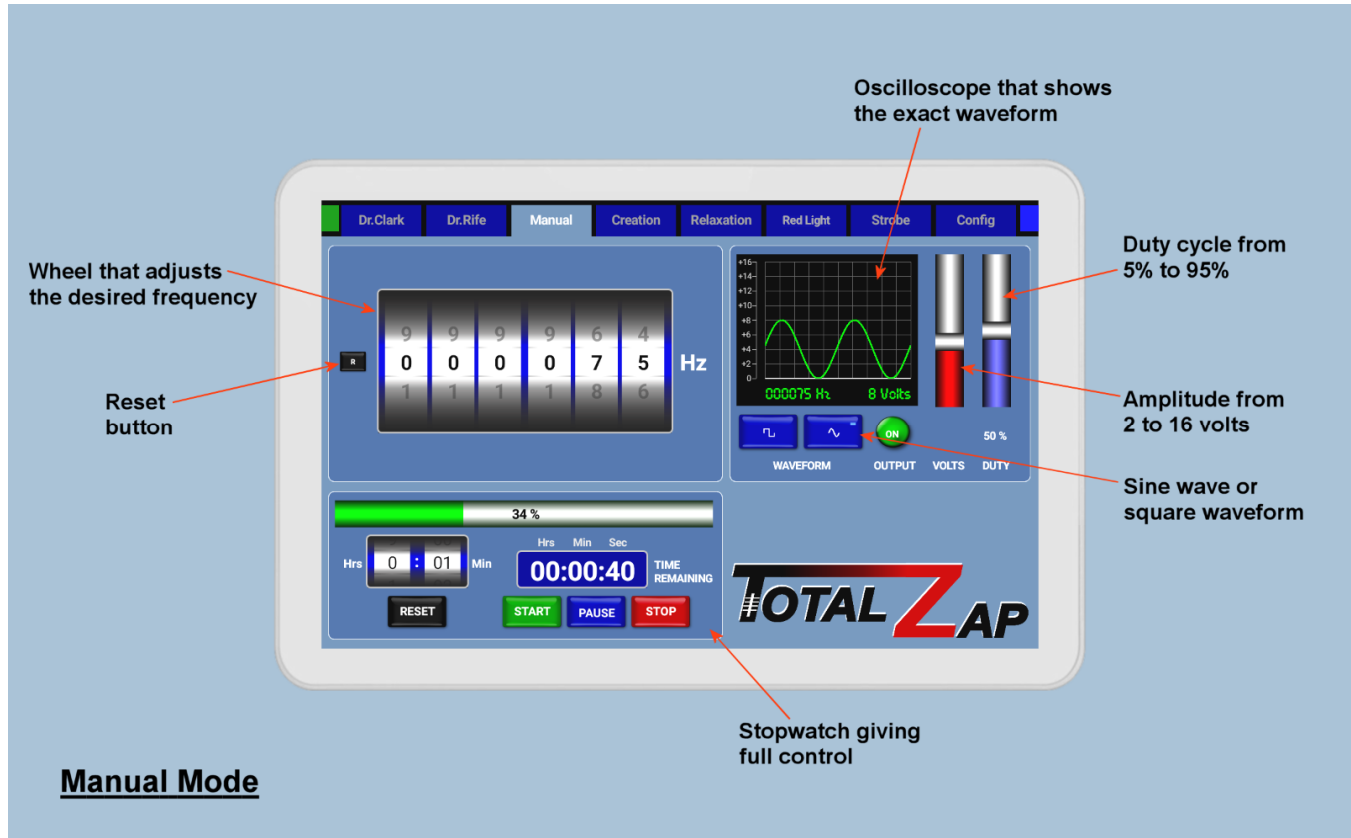 Oscilloscope that shows
the exact waveform
Dr.Clark
Dr.Rife
Manual
Creation
Relaxation
Red Light
Strobe
Config
Wheel that adjusts
the desired frequency
Duty cycle from
5% to 95%
9 9 9 9 6 4
R 0 0 0 0 7 5 Hz
1 1 1 1 8 6
Reset
button
+16
+14
+12
+10
+8
+6
+4
+2
0
000075 Hz 8 Volts
ON
50 %
WAVEFORM OUTPUT VOLTS DUTY
Amplitude from
2 to 16 volts
Sine wave or
square waveform
34 %
Hrs 0 : 01 Min
Hrs Min Sec
00:00:40 TIME
REMAINING
RESET START PAUSE STOP
TOTAL ZAP
Stopwatch giving
full control
Manual Mode